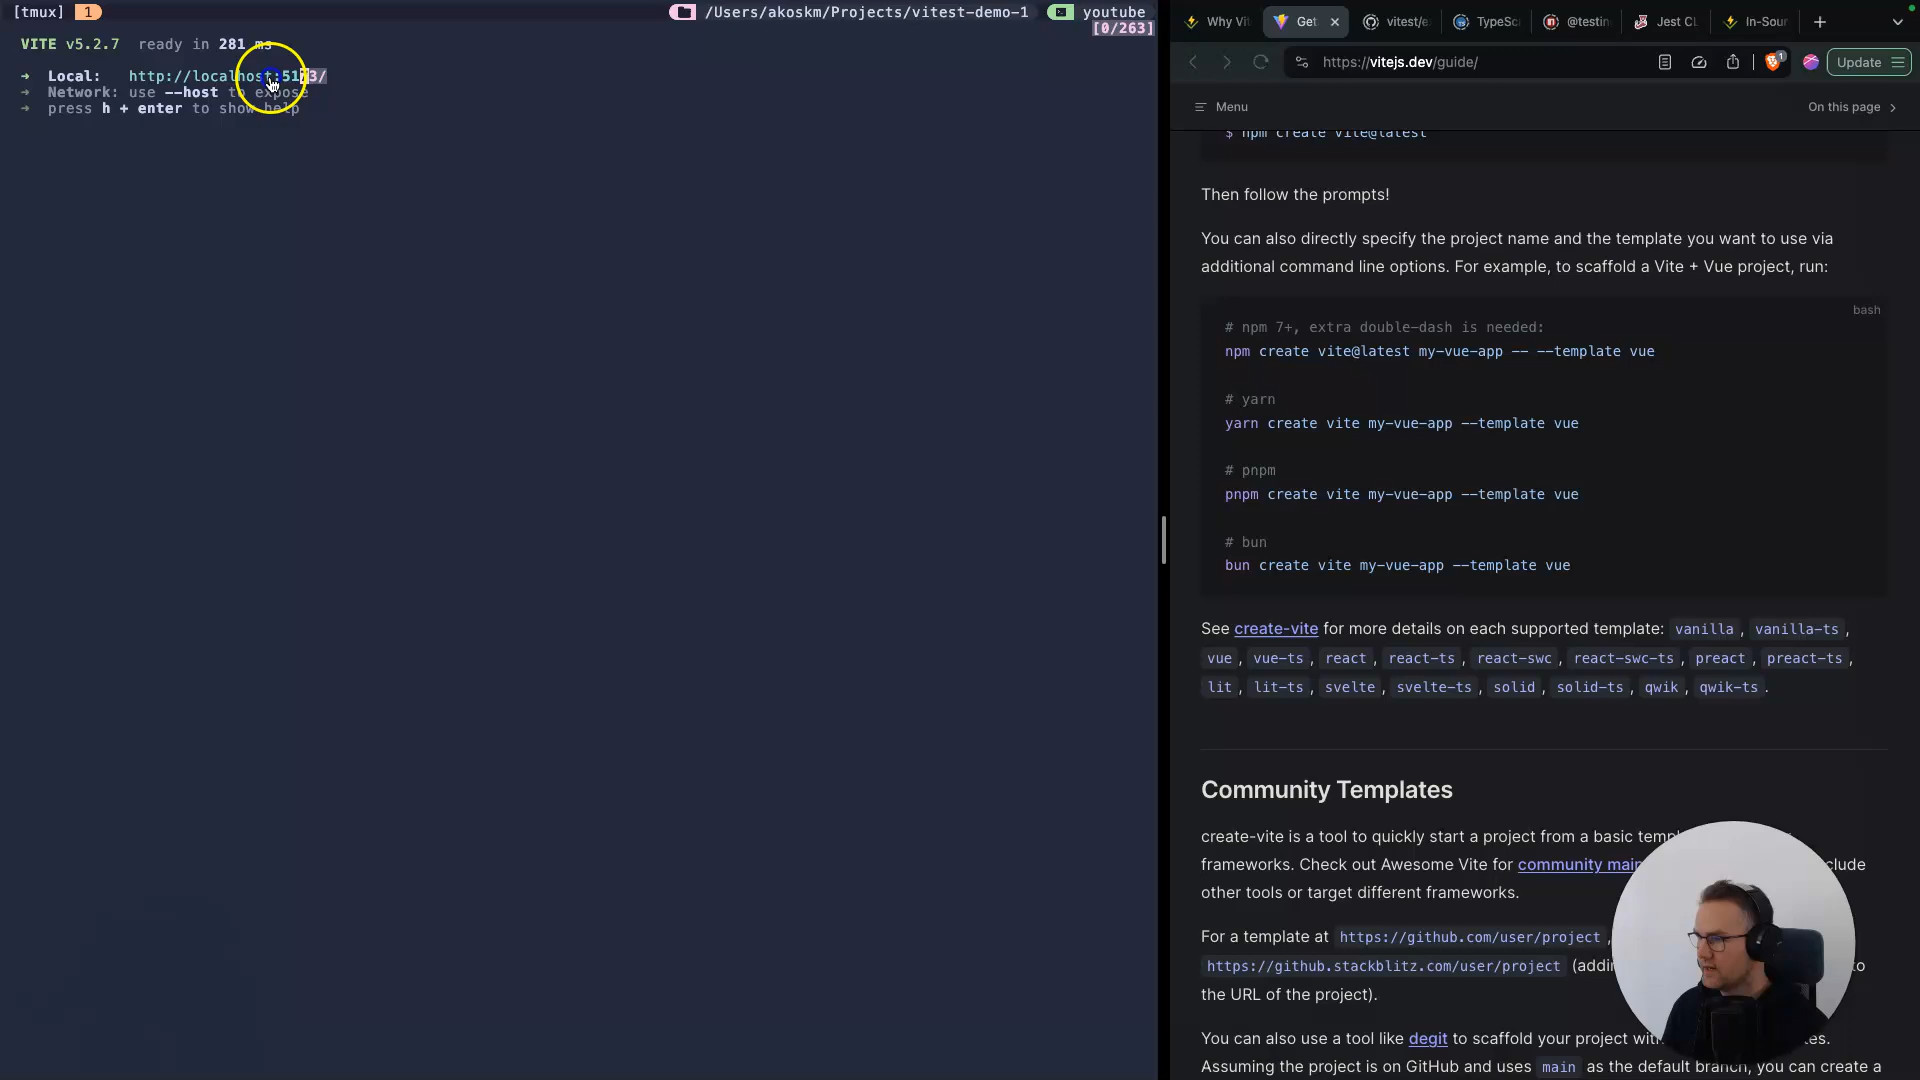 [tmux] 1 /Users/akoskm/Projects/vitest-demo-1 youtube
[0/263]
VITE v5.2.7 ready in 281 ms
➜ Local: http://localhost:5173/
➜ Network: use --host to expose
➜ press h + enter to show help
Why Vit
Get
vitest/e
TypeSc
@testin
Jest CL
In-Sour
https://vitejs.dev/guide/
1
Update
Menu
On this page
$ npm create vite@latest
Then follow the prompts!
You can also directly specify the project name and the template you want to use via
additional command line options. For example, to scaffold a Vite + Vue project, run:
bash
# npm 7+, extra double-dash is needed:
npm create vite@latest my-vue-app -- --template vue
# yarn
yarn create vite my-vue-app --template vue
# pnpm
pnpm create vite my-vue-app --template vue
# bun
bun create vite my-vue-app --template vue
See create-vite for more details on each supported template: vanilla, vanilla-ts,
vue, vue-ts, react, react-ts, react-swc, react-swc-ts, preact, preact-ts,
lit, lit-ts, svelte, svelte-ts, solid, solid-ts, qwik, qwik-ts.
Community Templates
create-vite is a tool to quickly start a project from a basic
frameworks. Check out Awesome Vite for community
other tools or target different frameworks.
For a template at https://github.com/user/project,
https://github.stackblitz.com/user/project to
the URL of the project).
You can also use a tool like degit to scaffold your project
Assuming the project is on GitHub and uses main as the default branch, you can create a